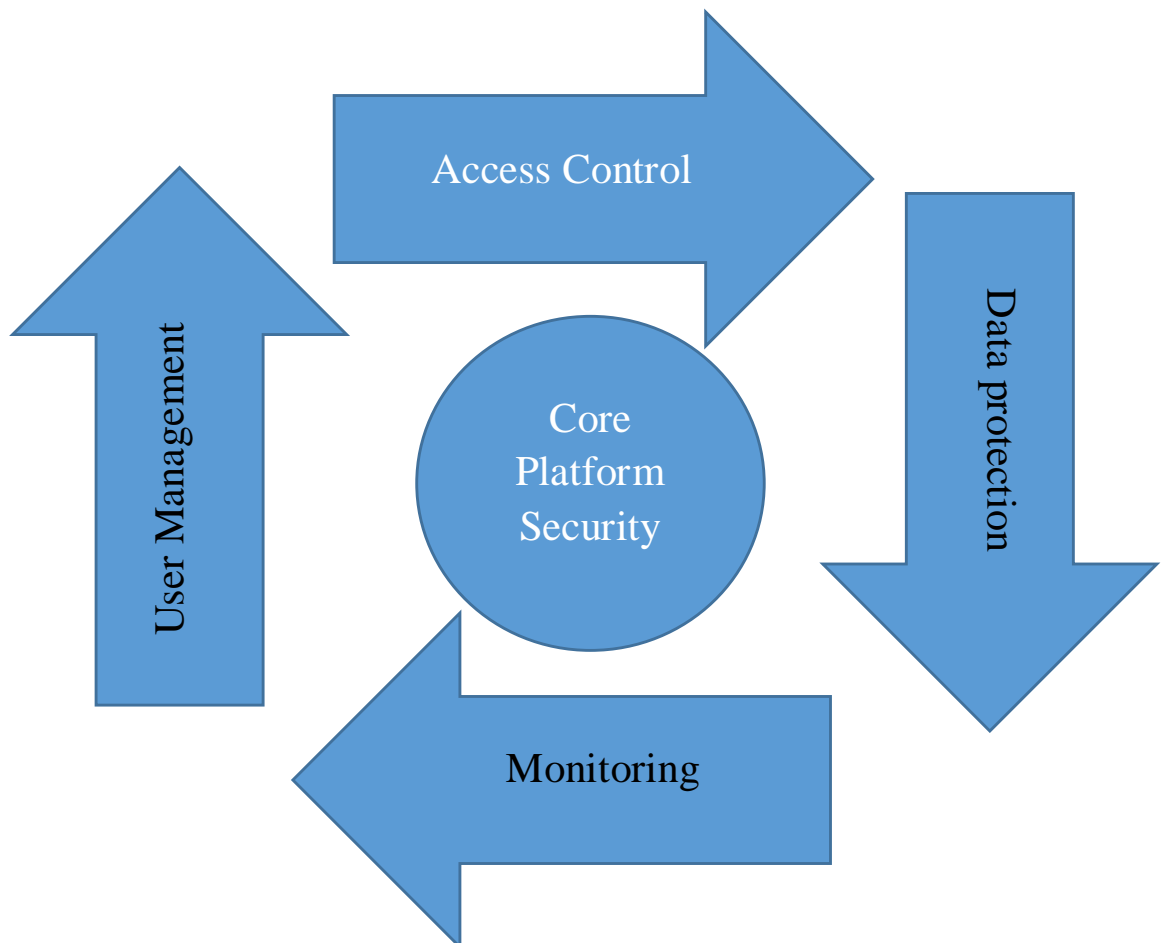 Access Control
Data protection
Core
Platform
Security
User Management
Monitoring